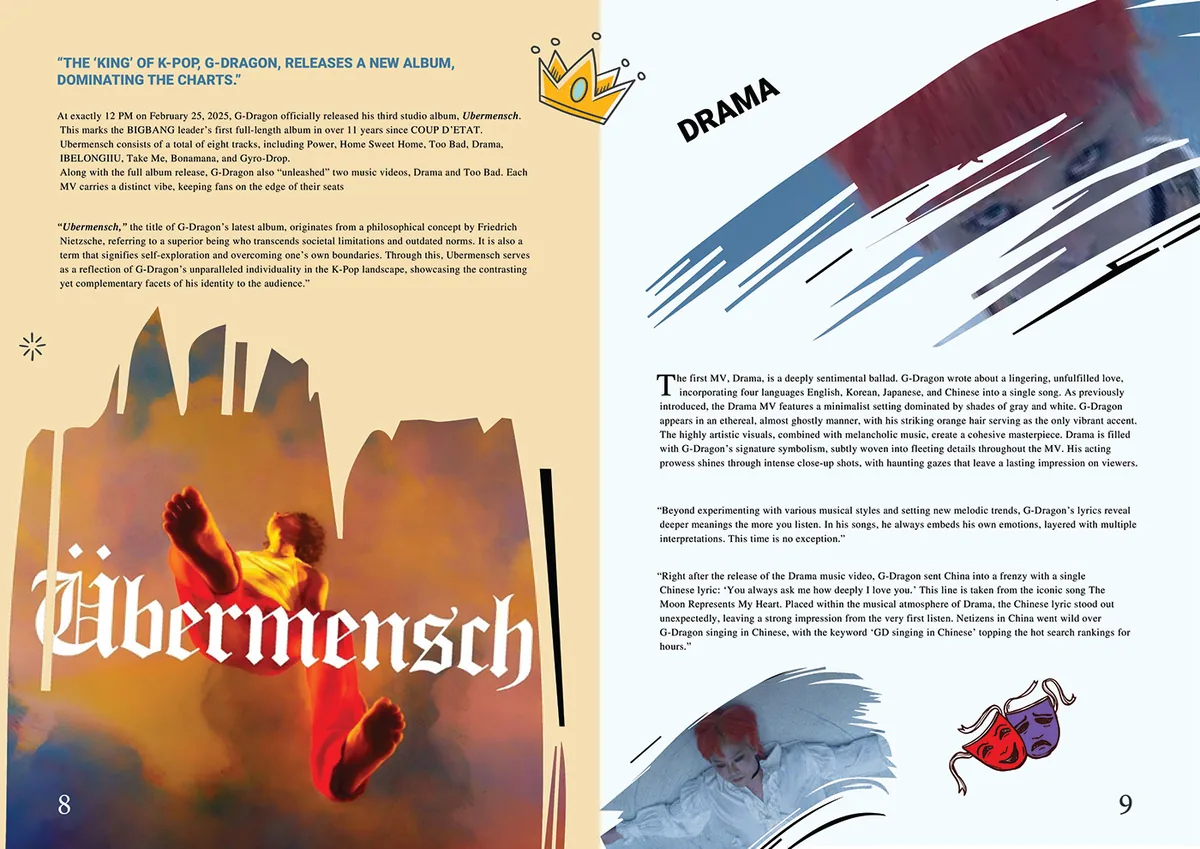 “THE ‘KING’ OF K-POP, G-DRAGON, RELEASES A NEW ALBUM,
DOMINATING THE CHARTS.”
At exactly 12 PM on February 25, 2025, G-Dragon officially released his third studio album, Ubermensch.
This marks the BIGBANG leader’s first full-length album in over 11 years since COUP D’ETAT.
Ubermensch consists of a total of eight tracks, including Power, Home Sweet Home, Too Bad, Drama,
IBELONGIIU, Take Me, Bonamana, and Gyro-Drop.
Along with the full album release, G-Dragon also “unleashed” two music videos, Drama and Too Bad. Each
MV carries a distinct vibe, keeping fans on the edge of their seats
“Ubermensch,” the title of G-Dragon’s latest album, originates from a philosophical concept by Friedrich
Nietzsche, referring to a superior being who transcends societal limitations and outdated norms. It is also a
term that signifies self-exploration and overcoming one’s own boundaries. Through this, Ubermensch serves
as a reflection of G-Dragon’s unparalleled individuality in the K-Pop landscape, showcasing the contrasting
yet complementary facets of his identity to the audience.”
Übermensch
8
DRAMA
The first MV, Drama, is a deeply sentimental ballad. G-Dragon wrote about a lingering, unfulfilled love,
incorporating four languages English, Korean, Japanese, and Chinese into a single song. As previously
introduced, the Drama MV features a minimalist setting dominated by shades of gray and white. G-Dragon
appears in an ethereal, almost ghostly manner, with his striking orange hair serving as the only vibrant accent.
The highly artistic visuals, combined with melancholic music, create a cohesive masterpiece. Drama is filled
with G-Dragon’s signature symbolism, subtly woven into fleeting details throughout the MV. His acting
prowess shines through intense close-up shots, with haunting gazes that leave a lasting impression on viewers.
“Beyond experimenting with various musical styles and setting new melodic trends, G-Dragon’s lyrics reveal
deeper meanings the more you listen. In his songs, he always embeds his own emotions, layered with multiple
interpretations. This time is no exception.”
“Right after the release of the Drama music video, G-Dragon sent China into a frenzy with a single
Chinese lyric: ‘You always ask me how deeply I love you.’ This line is taken from the iconic song The
Moon Represents My Heart. Placed within the musical atmosphere of Drama, the Chinese lyric stood out
unexpectedly, leaving a strong impression from the very first listen. Netizens in China went wild over
G-Dragon singing in Chinese, with the keyword ‘GD singing in Chinese’ topping the hot search rankings for
hours.”
9